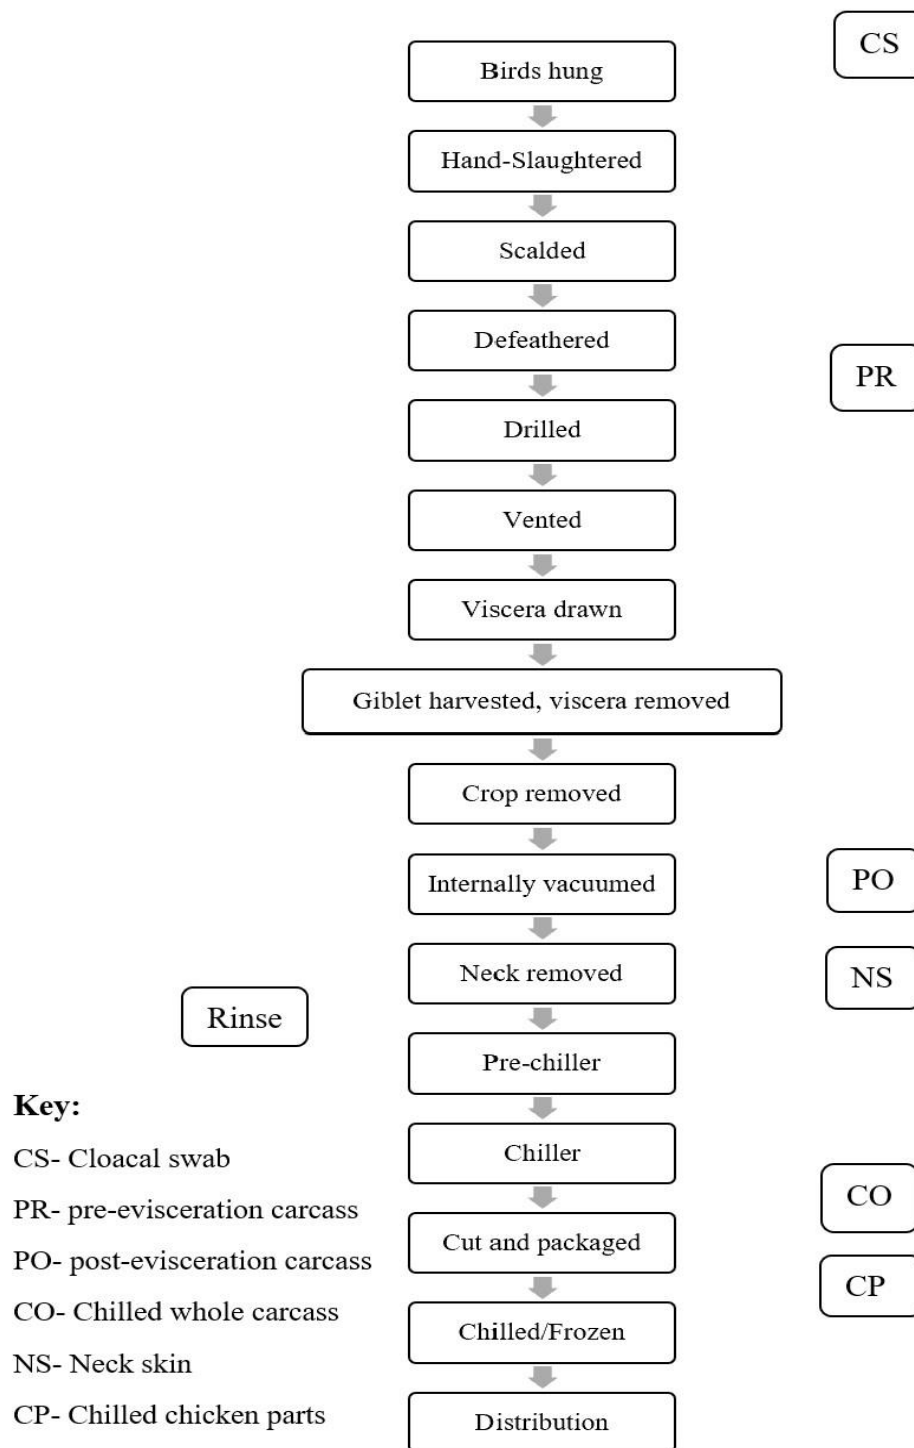 CS
Birds hung
Hand-Slaughtered
Scalded
Defeathered
PR
Drilled
Vented
Viscera drawn
Giblet harvested, viscera removed
Crop removed
Internally vacuumed
PO
Neck removed
NS
Rinse
Pre-chiller
Chiller
CO
Cut and packaged
CP
Chilled/Frozen
Distribution
Key:
CS- Cloacal swab
PR- pre-evisceration carcass
PO- post-evisceration carcass
CO- Chilled whole carcass
NS- Neck skin
CP- Chilled chicken parts